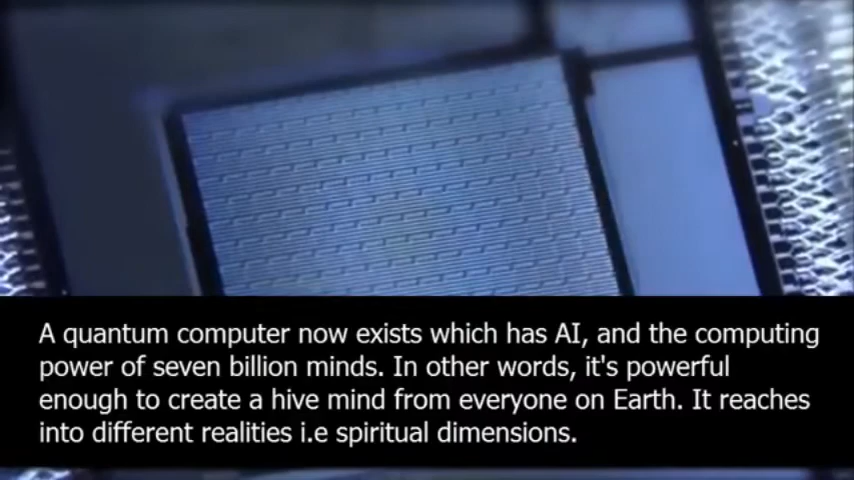 A quantum computer now exists which has AI, and the computing
power of seven billion minds. In other words, it's powerful
enough to create a hive mind from everyone on Earth. It reaches
into different realities i.e spiritual dimensions.